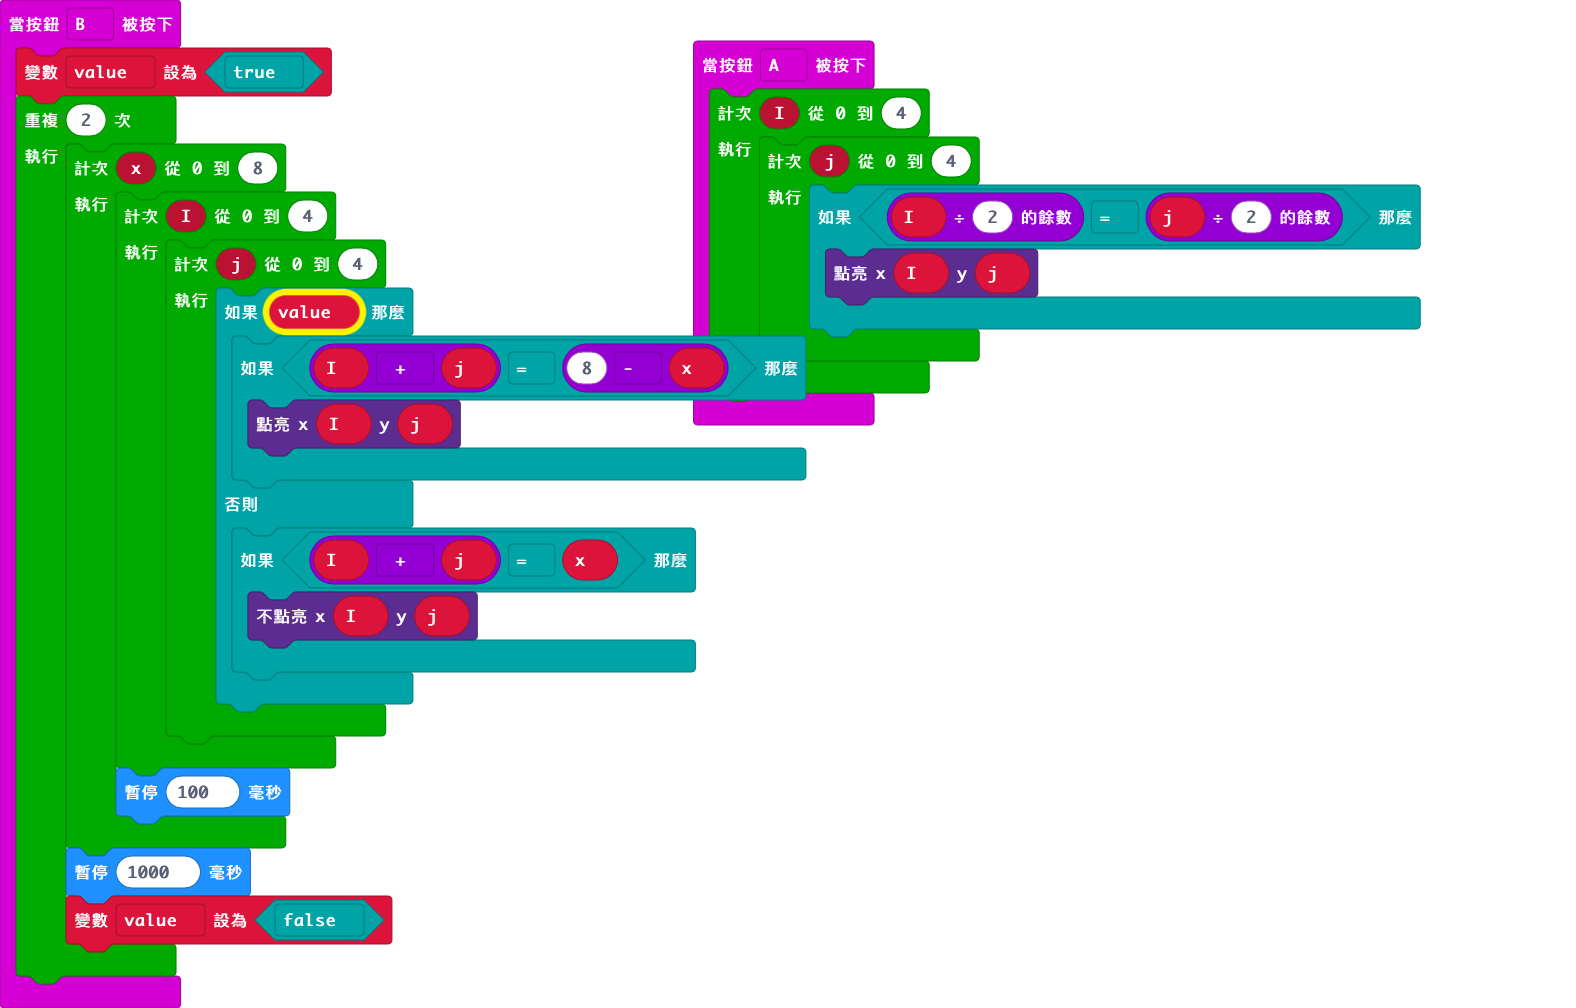 當按鈕 B 被按下
變數 value 設為 true
重複 2 次
執行
計次 x 從 0 到 8
執行
計次 I 從 0 到 4
執行
計次 j 從 0 到 4
執行
如果 value 那麼
如果 I + j = 8 - x 那麼
點亮 x I y j
否則
如果 I + j = x 那麼
不點亮 x I y j
暫停 100 毫秒
暫停 1000 毫秒
變數 value 設為 false
當按鈕 A 被按下
計次 I 從 0 到 4
執行
計次 j 從 0 到 4
執行
如果 I ÷ 2 的餘數 = j ÷ 2 的餘數 那麼
點亮 x I y j